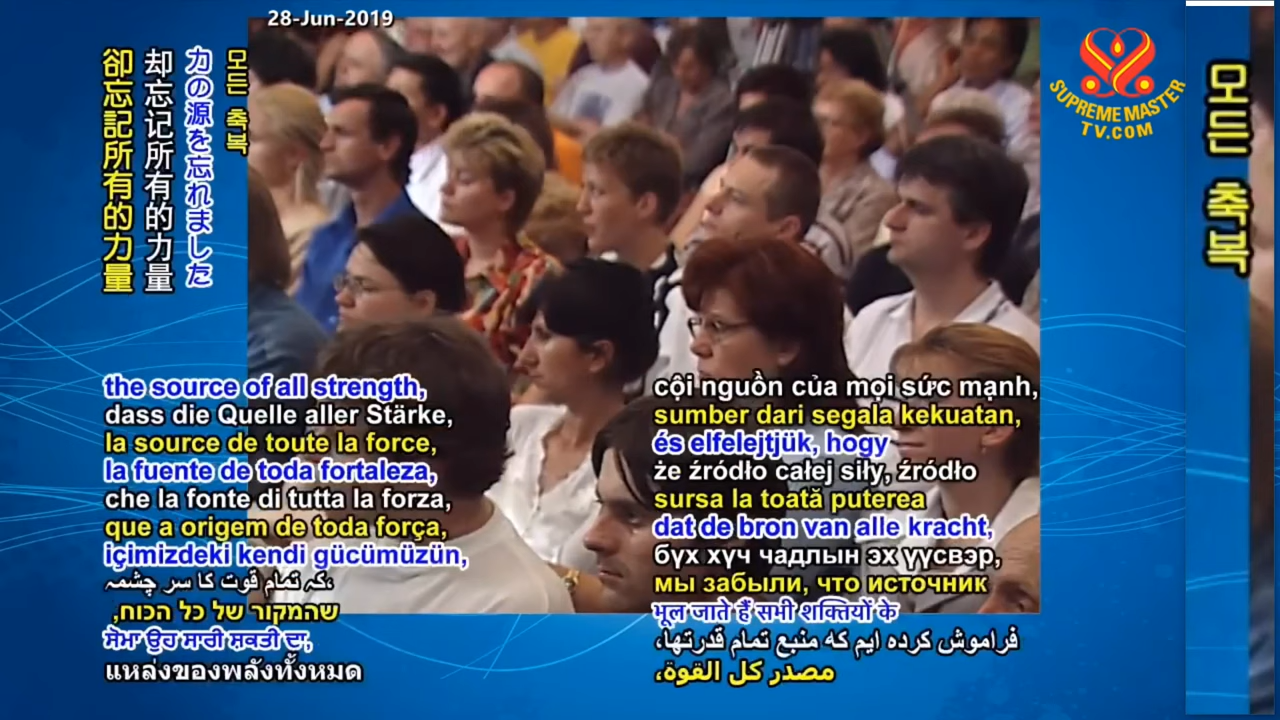 28-Jun-2019
SUPREME MASTER
TV.COM
모든 축복
力の源を忘れました
却忘记所有的力量
卻忘記所有的力量
the source of all strength,
dass die Quelle aller Stärke,
la source de toute la force,
la fuente de toda fortaleza,
che la fonte di tutta la forza,
que a origem de toda força,
içimizdeki kendi gücümüzün,
کہ تمام قوت کا سر چشمہ،
שהמקור של כל הכוח,
ਸੋਮਾ ਉਹ ਸਾਰੀ ਸ਼ਕਤੀ ਦਾ,
แหล่งของพลังทั้งหมด
cội nguồn của mọi sức mạnh,
sumber dari segala kekuatan,
és elfelejtjük, hogy
że źródło całej siły, źródło
sursa la toată puterea
dat de bron van alle kracht,
бүх хүч чадлын эх үүсвэр,
мы забыли, что источник
भूल जाते हैं सभी शक्तियों के
فراموش کرده ایم که منبع تمام قدرتها،
مصدر كل القوة،
모든 축복